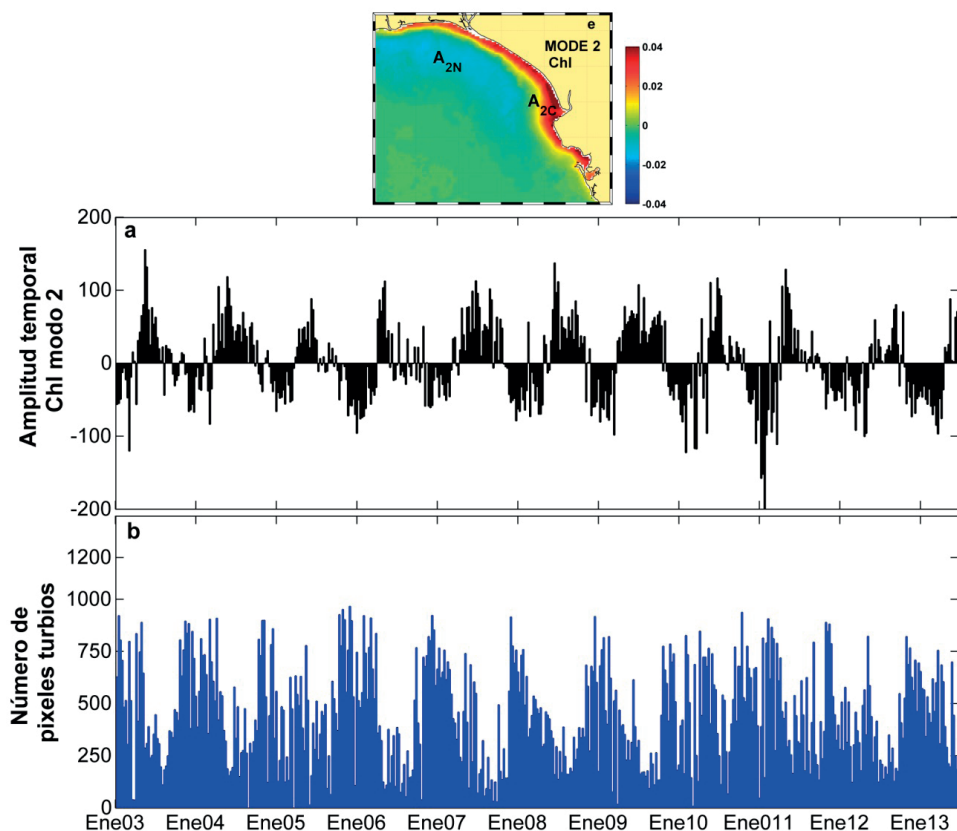 e
MODE 2
Chl
A2N
A2C
0.04
0.02
0
-0.02
-0.04
a
Amplitud temporal
Chl modo 2
200
100
0
-100
-200
b
Número de
pixeles turbios
1200
1000
750
500
250
0
Ene03 Ene04 Ene05 Ene06 Ene07 Ene08 Ene09 Ene10 Ene011 Ene12 Ene13